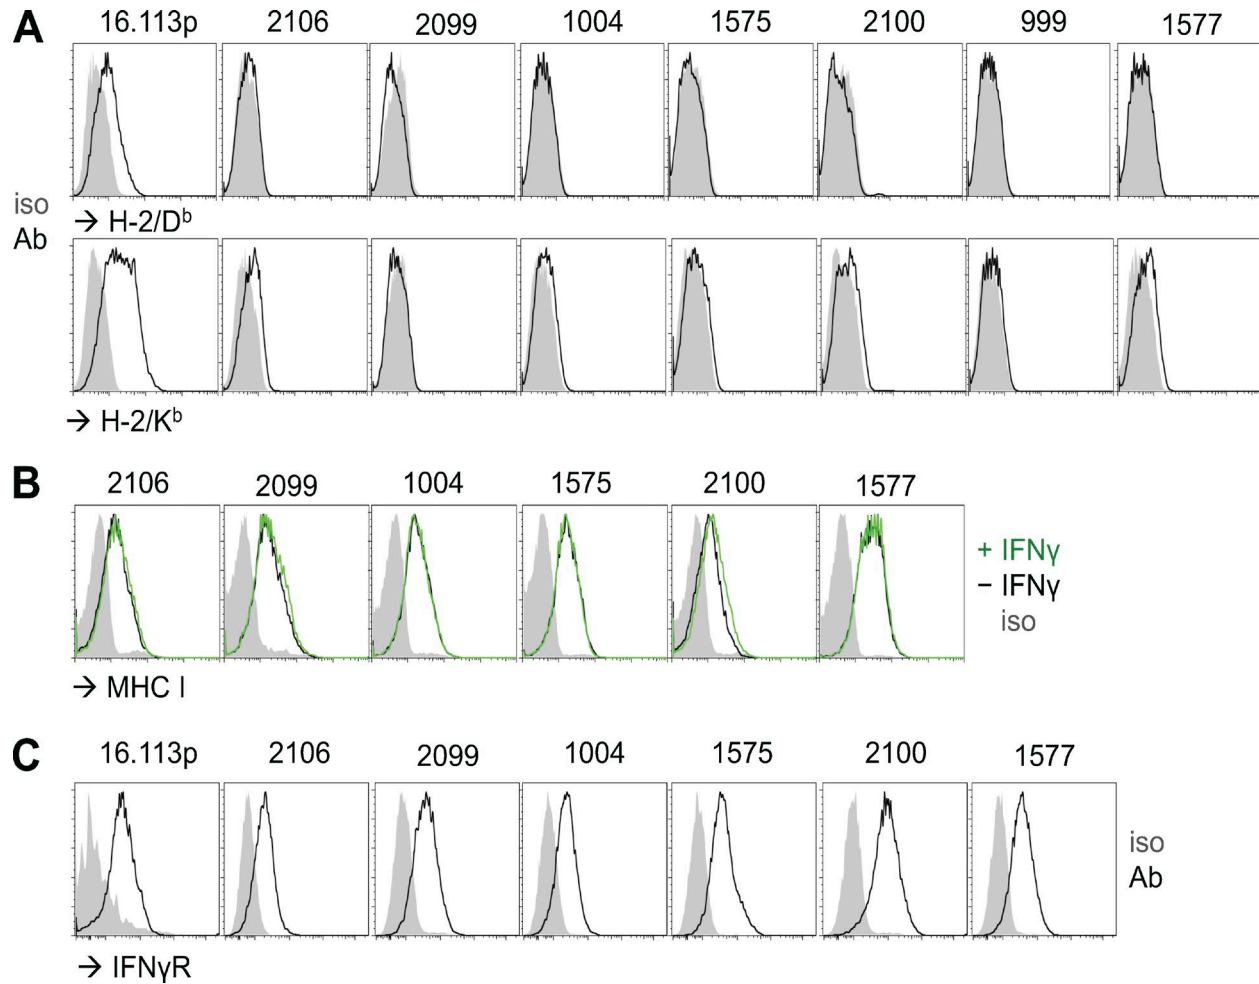 A
16.113p 2106 2099 1004 1575 2100 999 1577
iso
Ab
→ H-2/Dᵇ
→ H-2/Kᵇ
B
2106 2099 1004 1575 2100 1577
+ IFNγ
− IFNγ
iso
→ MHC I
C
16.113p 2106 2099 1004 1575 2100 1577
iso
Ab
→ IFNγR